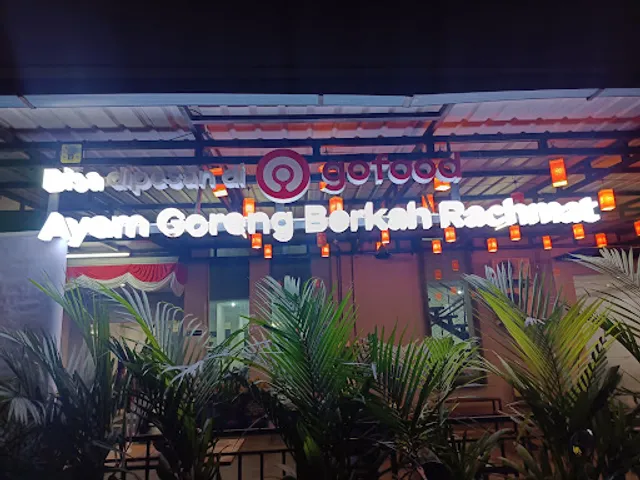 Bisa dipesan di gofood
Ayam Goreng Berkah Rachmat